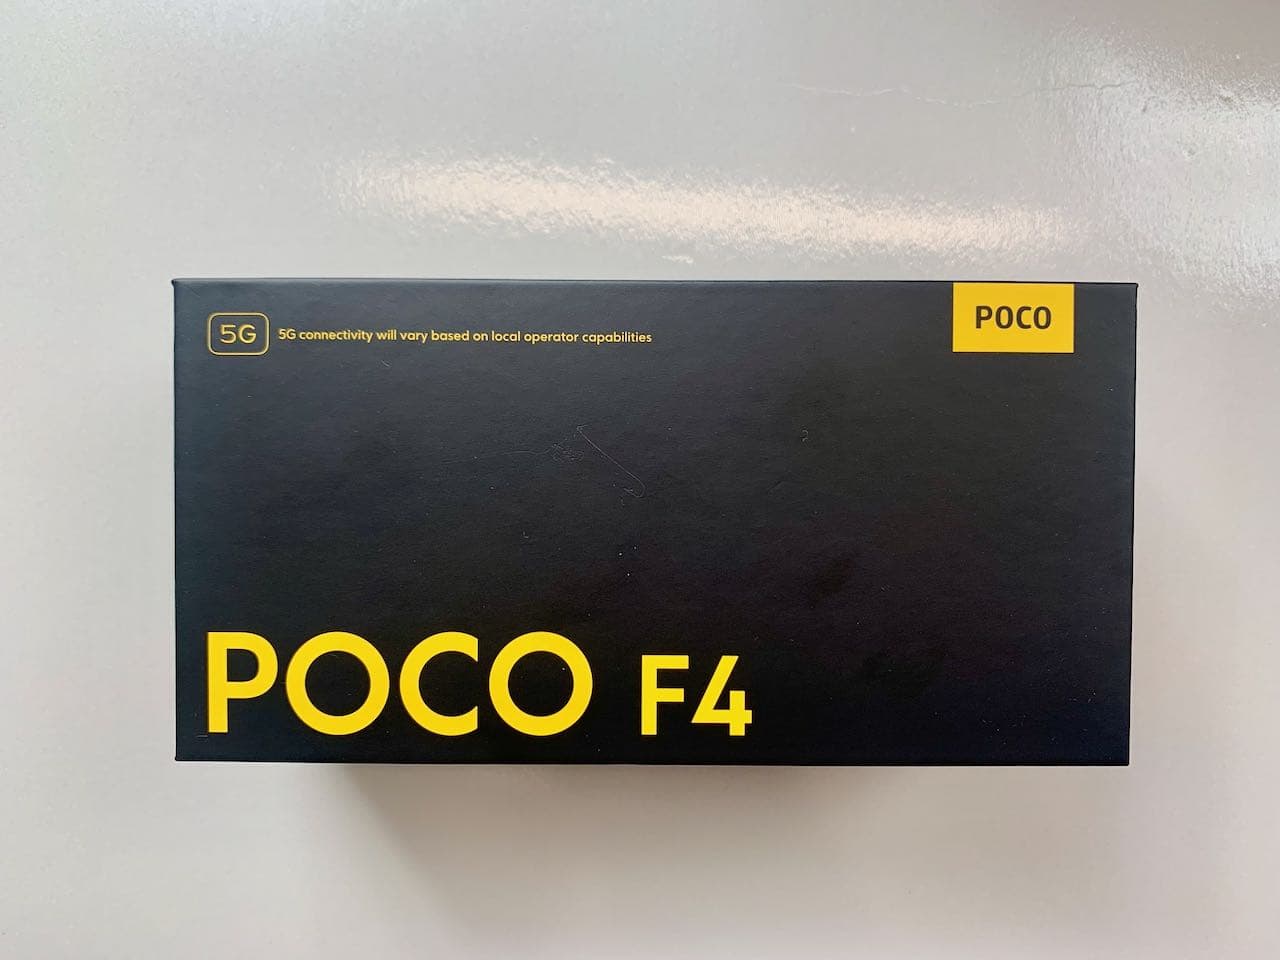 5G 5G connectivity will vary based on local operator capabilities
POCO
POCO F4